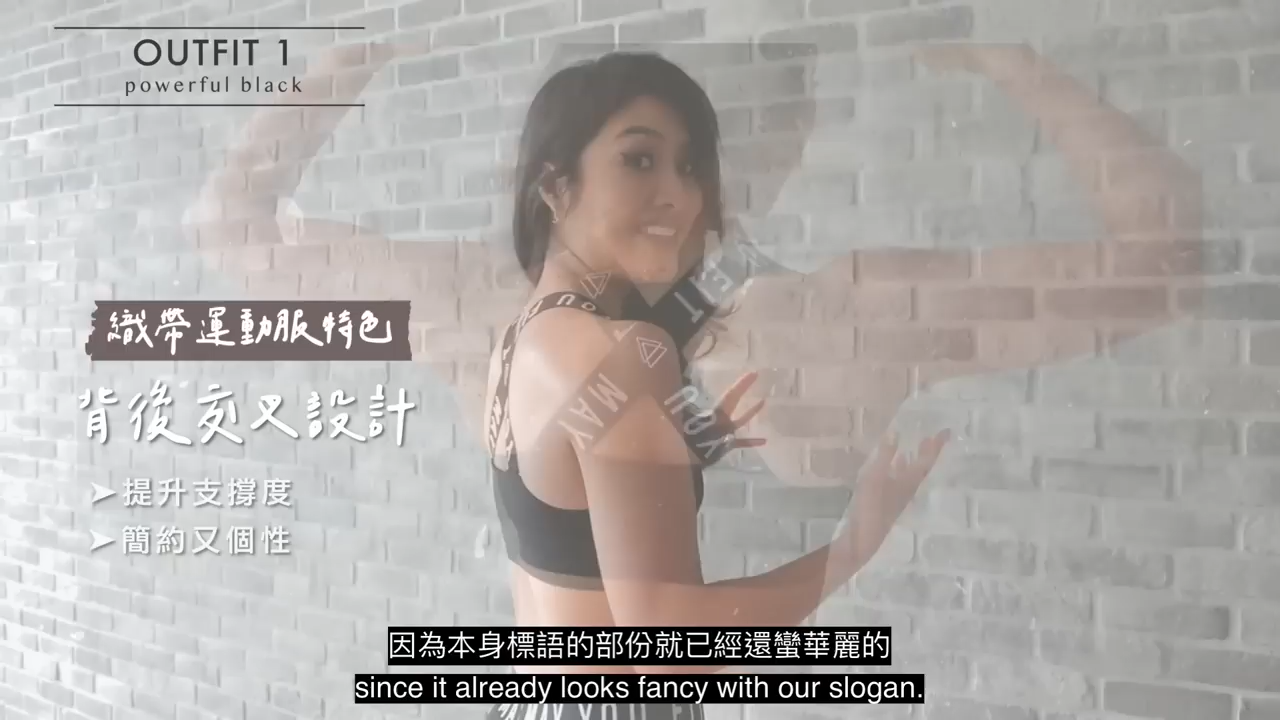 OUTFIT 1
powerful black
織帶運動服特色
背後交叉設計
➤提升支撐度
➤簡約又個性
MAY
YOU
因為本身標語的部份就已經還蠻華麗的
since it already looks fancy with our slogan.